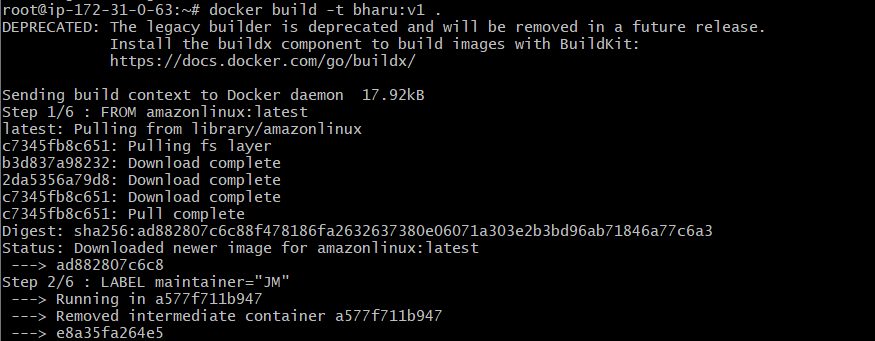 root@ip-172-31-0-63:~# docker build -t bharu:v1 .
DEPRECATED: The legacy builder is deprecated and will be removed in a future release.
            Install the buildx component to build images with BuildKit:
            https://docs.docker.com/go/buildx/

Sending build context to Docker daemon  17.92kB
Step 1/6 : FROM amazonlinux:latest
latest: Pulling from library/amazonlinux
c7345fb8c651: Pulling fs layer
b3d837a98232: Download complete
2da5356a79d8: Download complete
c7345fb8c651: Download complete
c7345fb8c651: Pull complete
Digest: sha256:ad882807c6c88f478186fa2632637380e06071a303e2b3bd96ab71846a77c6a3
Status: Downloaded newer image for amazonlinux:latest
 ---> ad882807c6c8
Step 2/6 : LABEL maintainer="JM"
 ---> Running in a577f711b947
 ---> Removed intermediate container a577f711b947
 ---> e8a35fa264e5